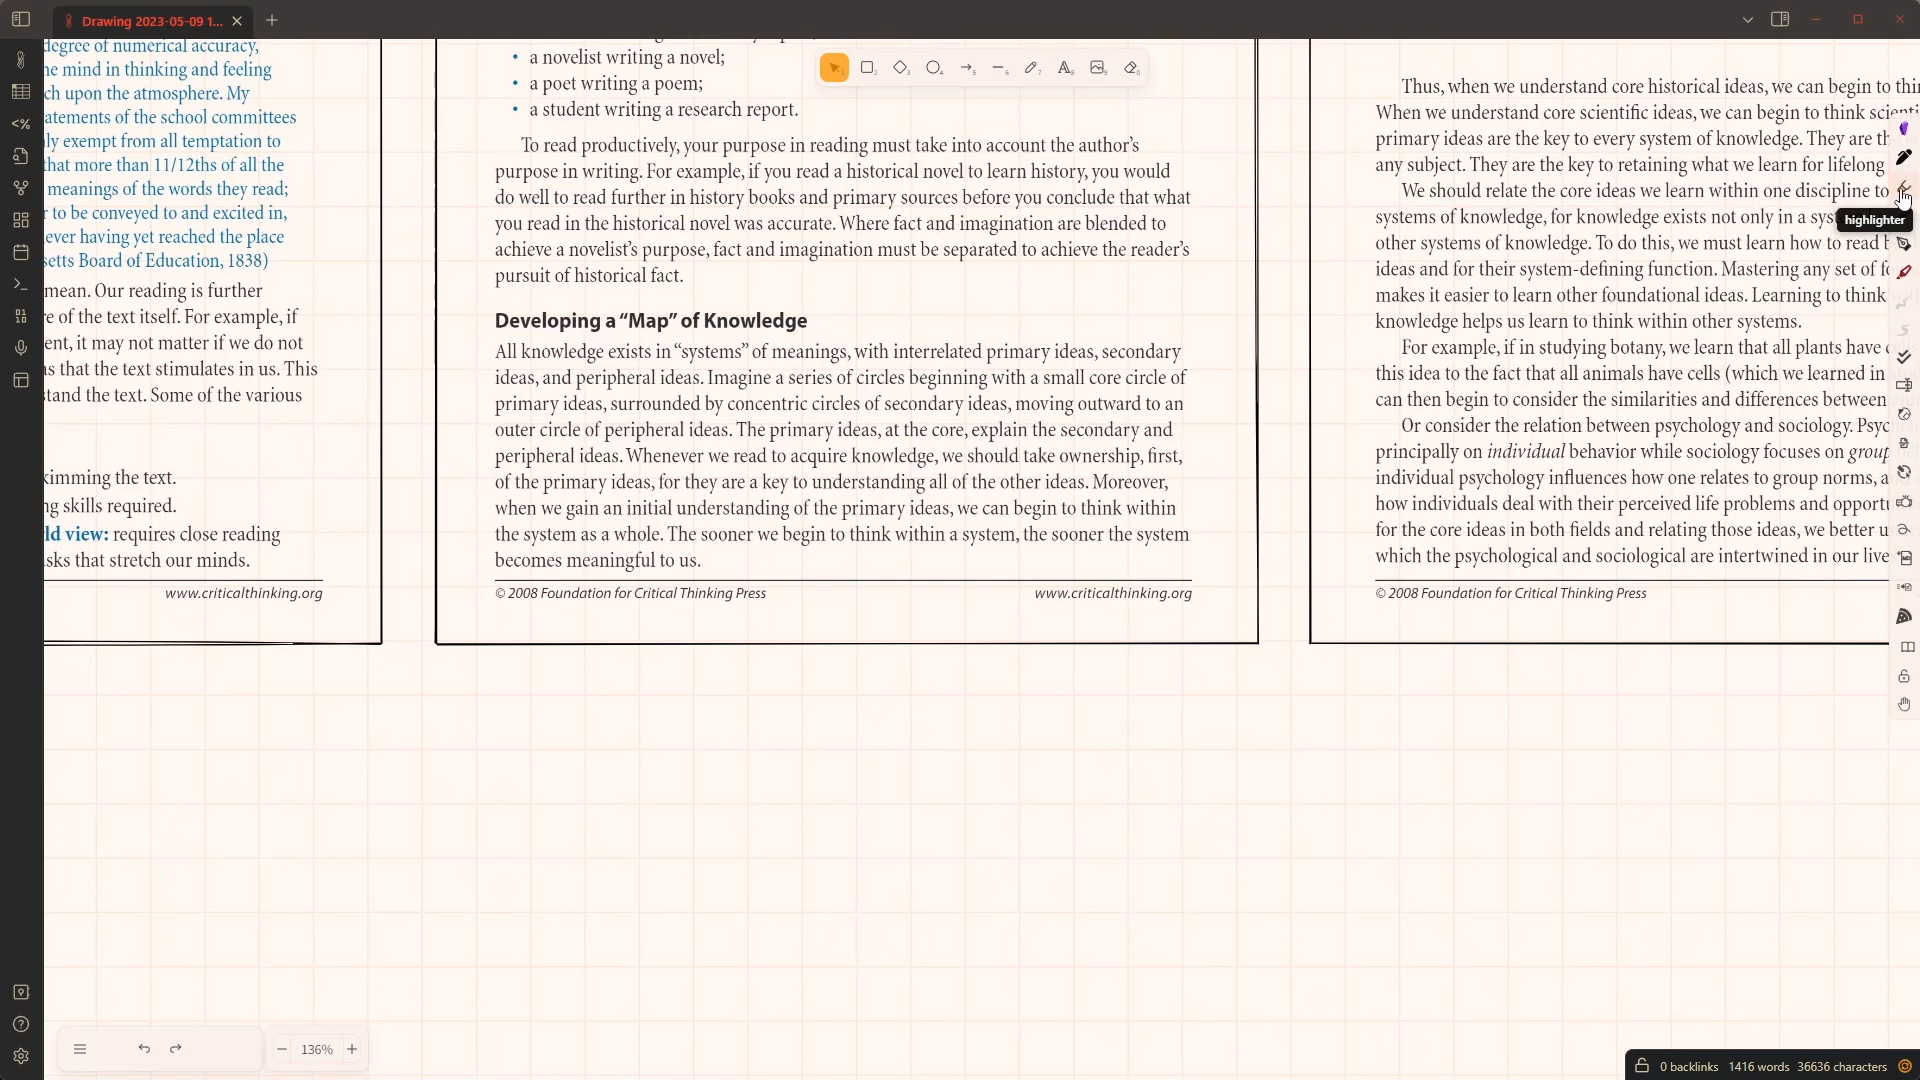 Drawing 2023-05-09 1...
degree of numerical accuracy,
e mind in thinking and feeling
ch upon the atmosphere. My
atements of the school committees
ly exempt from all temptation to
that more than 11/12ths of all the
meanings of the words they read;
r to be conveyed to and excited in,
ever having yet reached the place
setts Board of Education, 1838)
mean. Our reading is further
re of the text itself. For example, if
ent, it may not matter if we do not
as that the text stimulates in us. This
tand the text. Some of the various
kimming the text.
ng skills required.
ld view: requires close reading
asks that stretch our minds.
www.criticalthinking.org
• a novelist writing a novel;
• a poet writing a poem;
• a student writing a research report.
To read productively, your purpose in reading must take into account the author’s
purpose in writing. For example, if you read a historical novel to learn history, you would
do well to read further in history books and primary sources before you conclude that what
you read in the historical novel was accurate. Where fact and imagination are blended to
achieve a novelist’s purpose, fact and imagination must be separated to achieve the reader’s
pursuit of historical fact.
Developing a “Map” of Knowledge
All knowledge exists in “systems” of meanings, with interrelated primary ideas, secondary
ideas, and peripheral ideas. Imagine a series of circles beginning with a small core circle of
primary ideas, surrounded by concentric circles of secondary ideas, moving outward to an
outer circle of peripheral ideas. The primary ideas, at the core, explain the secondary and
peripheral ideas. Whenever we read to acquire knowledge, we should take ownership, first,
of the primary ideas, for they are a key to understanding all of the other ideas. Moreover,
when we gain an initial understanding of the primary ideas, we can begin to think within
the system as a whole. The sooner we begin to think within a system, the sooner the system
becomes meaningful to us.
© 2008 Foundation for Critical Thinking Press www.criticalthinking.org
Thus, when we understand core historical ideas, we can begin to thi
When we understand core scientific ideas, we can begin to think scienti
primary ideas are the key to every system of knowledge. They are th
any subject. They are the key to retaining what we learn for lifelong
We should relate the core ideas we learn within one discipline to
systems of knowledge, for knowledge exists not only in a sys
highlighter
other systems of knowledge. To do this, we must learn how to read
ideas and for their system-defining function. Mastering any set of fo
makes it easier to learn other foundational ideas. Learning to think
knowledge helps us learn to think within other systems.
For example, if in studying botany, we learn that all plants have
this idea to the fact that all animals have cells (which we learned in
can then begin to consider the similarities and differences between
Or consider the relation between psychology and sociology. Psyc
principally on individual behavior while sociology focuses on group
individual psychology influences how one relates to group norms, a
how individuals deal with their perceived life problems and opportu
for the core ideas in both fields and relating those ideas, we better u
which the psychological and sociological are intertwined in our live
© 2008 Foundation for Critical Thinking Press
136%
0 backlinks 1416 words 36636 characters